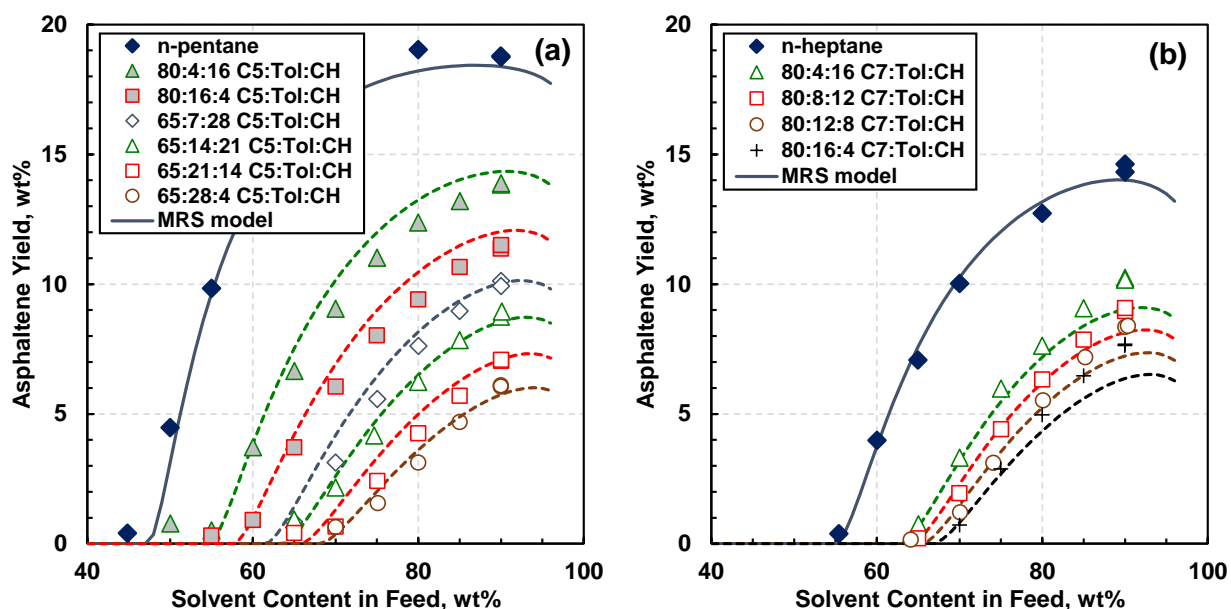 (a)
n-pentane
80:4:16 C5:Tol:CH
80:16:4 C5:Tol:CH
65:7:28 C5:Tol:CH
65:14:21 C5:Tol:CH
65:21:14 C5:Tol:CH
65:28:4 C5:Tol:CH
MRS model
Asphaltene Yield, wt%
20
15
10
5
0
40
60
80
100
Solvent Content in Feed, wt%
(b)
n-heptane
80:4:16 C7:Tol:CH
80:8:12 C7:Tol:CH
80:12:8 C7:Tol:CH
80:16:4 C7:Tol:CH
MRS model
Asphaltene Yield, wt%
20
15
10
5
0
40
60
80
100
Solvent Content in Feed, wt%